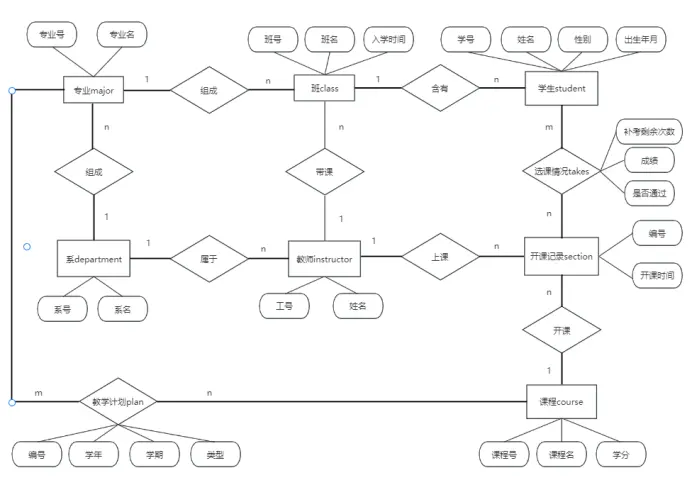 专业号 专业名 班号 班名 入学时间 学号 姓名 性别 出生年月
专业major 1 组成 n 班class 1 含有 n 学生student
n n m
补考剩余次数
组成 带课 选课情况takes 成绩
是否通过
1 1 n
编号
系department 1 属于 n 教师instructor 1 上课 n 开课记录section
开课时间
系号 系名 工号 姓名
n
开课
1
m 教学计划plan n 课程course
编号 学年 学期 类型 课程号 课程名 学分